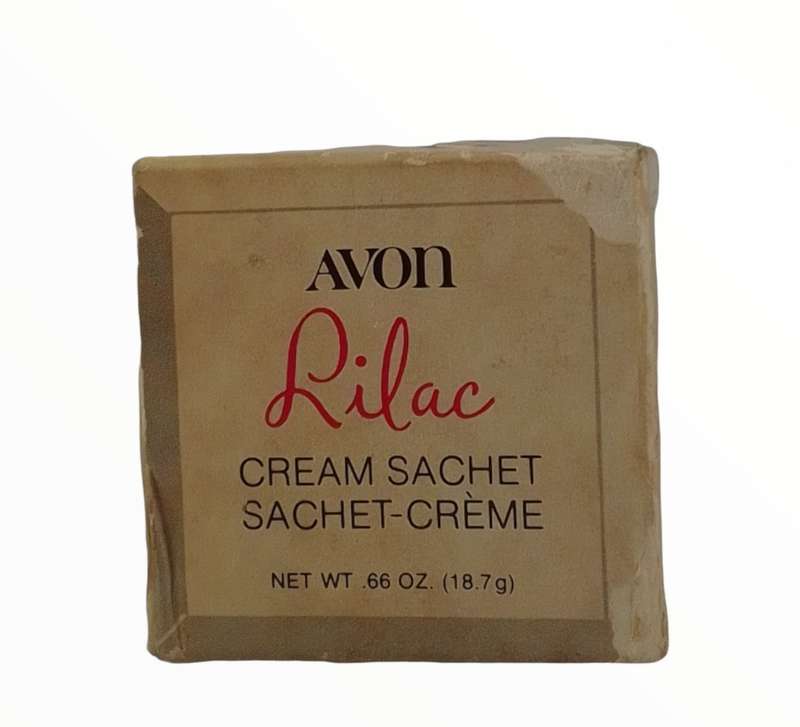 AVON
Lilac
CREAM SACHET
SACHET-CRÈME
NET WT .66 OZ. (18.7g)